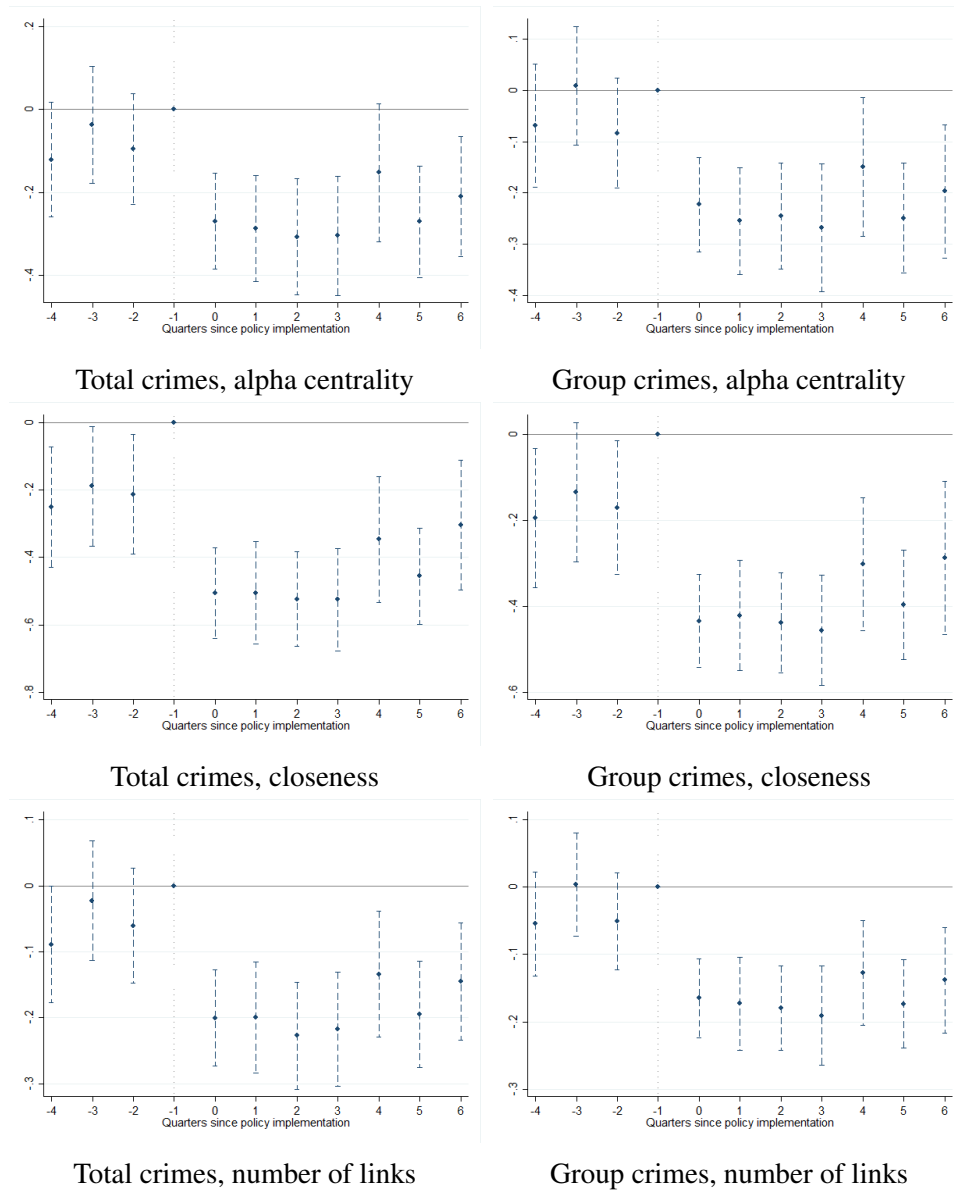 .2
0
-.2
-.4
-4 -3 -2 -1 0 1 2 3 4 5 6
Quarters since policy implementation
Total crimes, alpha centrality
.1
0
-.1
-.2
-.3
-.4
-4 -3 -2 -1 0 1 2 3 4 5 6
Quarters since policy implementation
Group crimes, alpha centrality
0
-.2
-.4
-.6
-.8
-4 -3 -2 -1 0 1 2 3 4 5 6
Quarters since policy implementation
Total crimes, closeness
0
-.2
-.4
-.6
-4 -3 -2 -1 0 1 2 3 4 5 6
Quarters since policy implementation
Group crimes, closeness
.1
0
-.1
-.2
-.3
-4 -3 -2 -1 0 1 2 3 4 5 6
Quarters since policy implementation
Total crimes, number of links
.1
0
-.1
-.2
-.3
-4 -3 -2 -1 0 1 2 3 4 5 6
Quarters since policy implementation
Group crimes, number of links